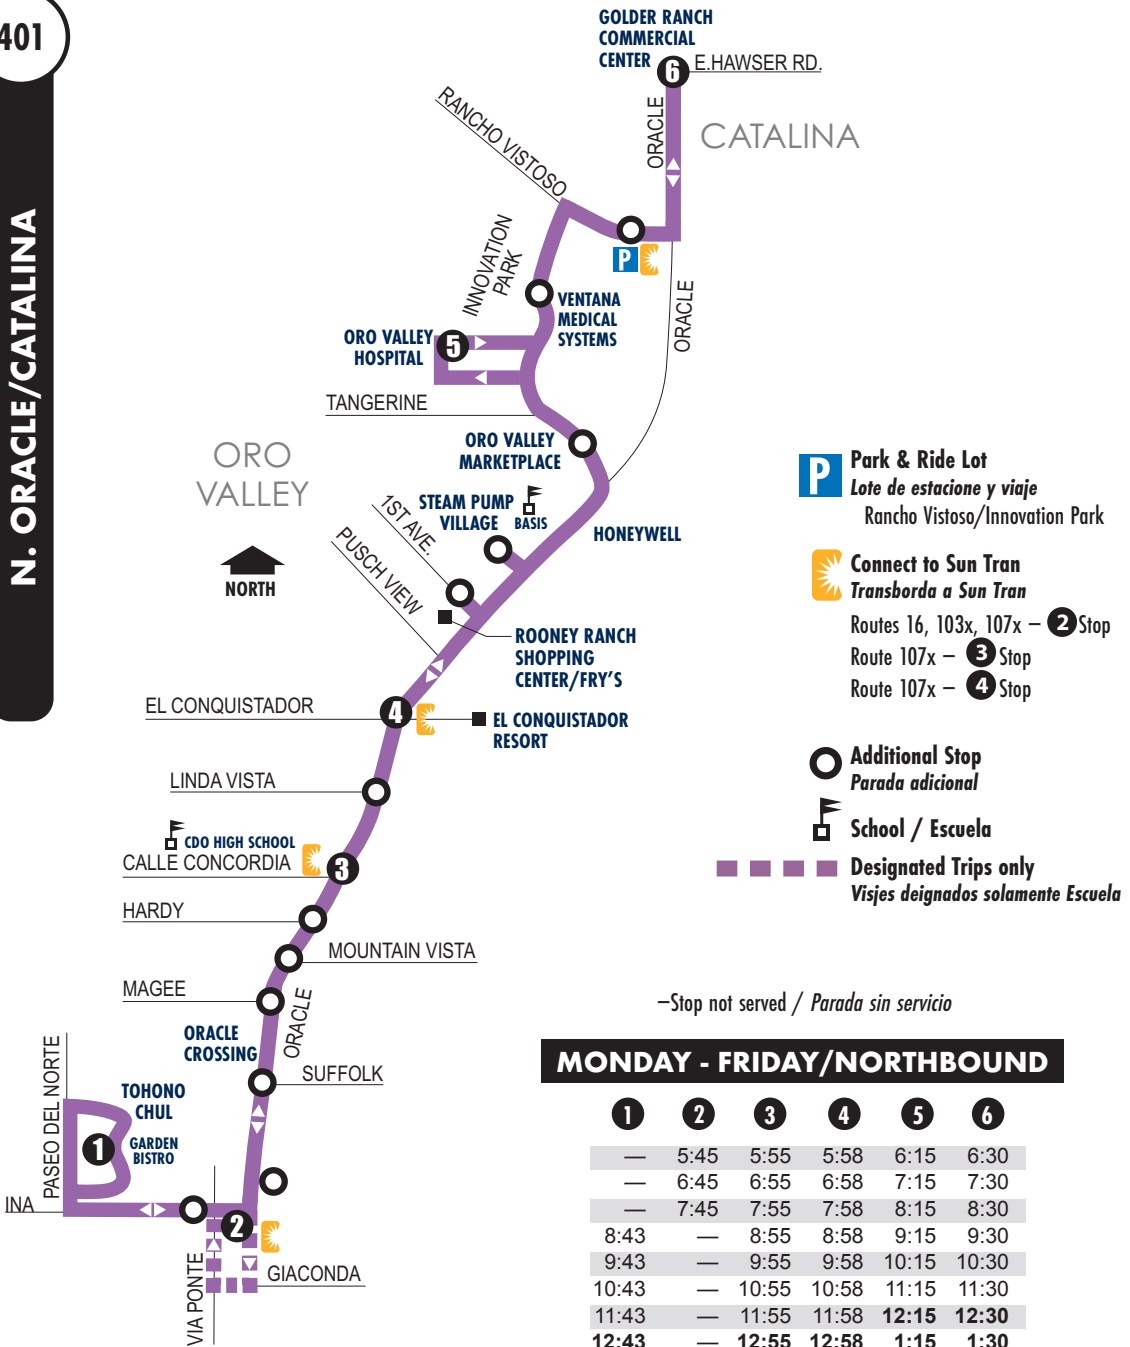 401
N. ORACLE/CATALINA
GOLDER RANCH
COMMERCIAL
CENTER
6
E.HAWSER RD.
RANCHO VISTOSO
ORACLE
CATALINA
INNOVATION
PARK
P
VENTANA
MEDICAL
SYSTEMS
ORACLE
ORO VALLEY
HOSPITAL
5
TANGERINE
ORO
VALLEY
ORO VALLEY
MARKETPLACE
STEAM PUMP
VILLAGE
BASIS
1ST AVE.
PUSCH VIEW
HONEYWELL
NORTH
ROONEY RANCH
SHOPPING
CENTER/FRY'S
EL CONQUISTADOR
4
EL CONQUISTADOR
RESORT
LINDA VISTA
CDO HIGH SCHOOL
CALLE CONCORDIA
3
HARDY
MOUNTAIN VISTA
MAGEE
ORACLE
ORACLE
CROSSING
SUFFOLK
PASEO DEL NORTE
TOHONO
CHUL
1
GARDEN
BISTRO
INA
2
VIA PONTE
GIACONDA
P
Park & Ride Lot
Lote de estacione y viaje
Rancho Vistoso/Innovation Park
Connect to Sun Tran
Transborda a Sun Tran
Routes 16, 103x, 107x – 2 Stop
Route 107x – 3 Stop
Route 107x – 4 Stop
Additional Stop
Parada adicional
School / Escuela
Designated Trips only
Visjes deignados solamente Escuela
–Stop not served / Parada sin servicio
MONDAY - FRIDAY/NORTHBOUND
1 2 3 4 5 6
— 5:45 5:55 5:58 6:15 6:30
— 6:45 6:55 6:58 7:15 7:30
— 7:45 7:55 7:58 8:15 8:30
8:43 — 8:55 8:58 9:15 9:30
9:43 — 9:55 9:58 10:15 10:30
10:43 — 10:55 10:58 11:15 11:30
11:43 — 11:55 11:58 12:15 12:30
12:43 — 12:55 12:58 1:15 1:30